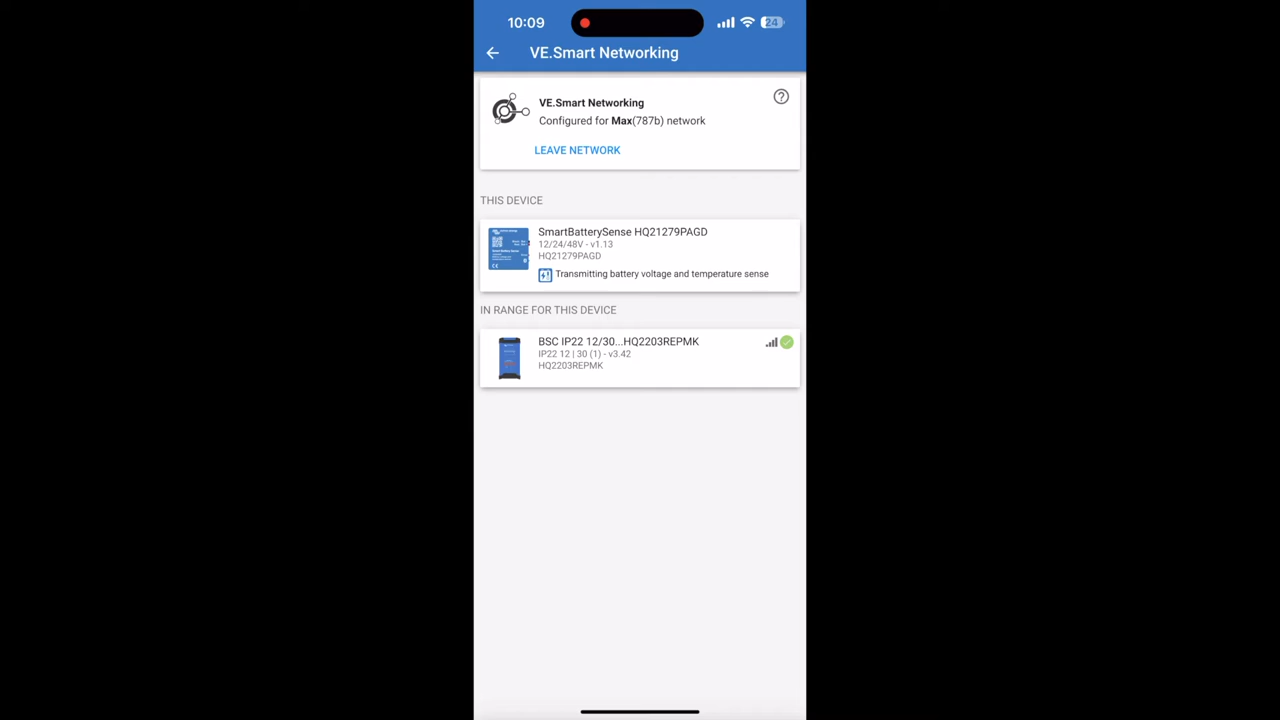 10:09
24
VE.Smart Networking
VE.Smart Networking
Configured for Max(787b) network
LEAVE NETWORK
THIS DEVICE
SmartBatterySense HQ21279PAGD
12/24/48V - v1.13
HQ21279PAGD
Transmitting battery voltage and temperature sense
IN RANGE FOR THIS DEVICE
BSC IP22 12/30...HQ2203REPMK
IP22 12 | 30 (1) - v3.42
HQ2203REPMK